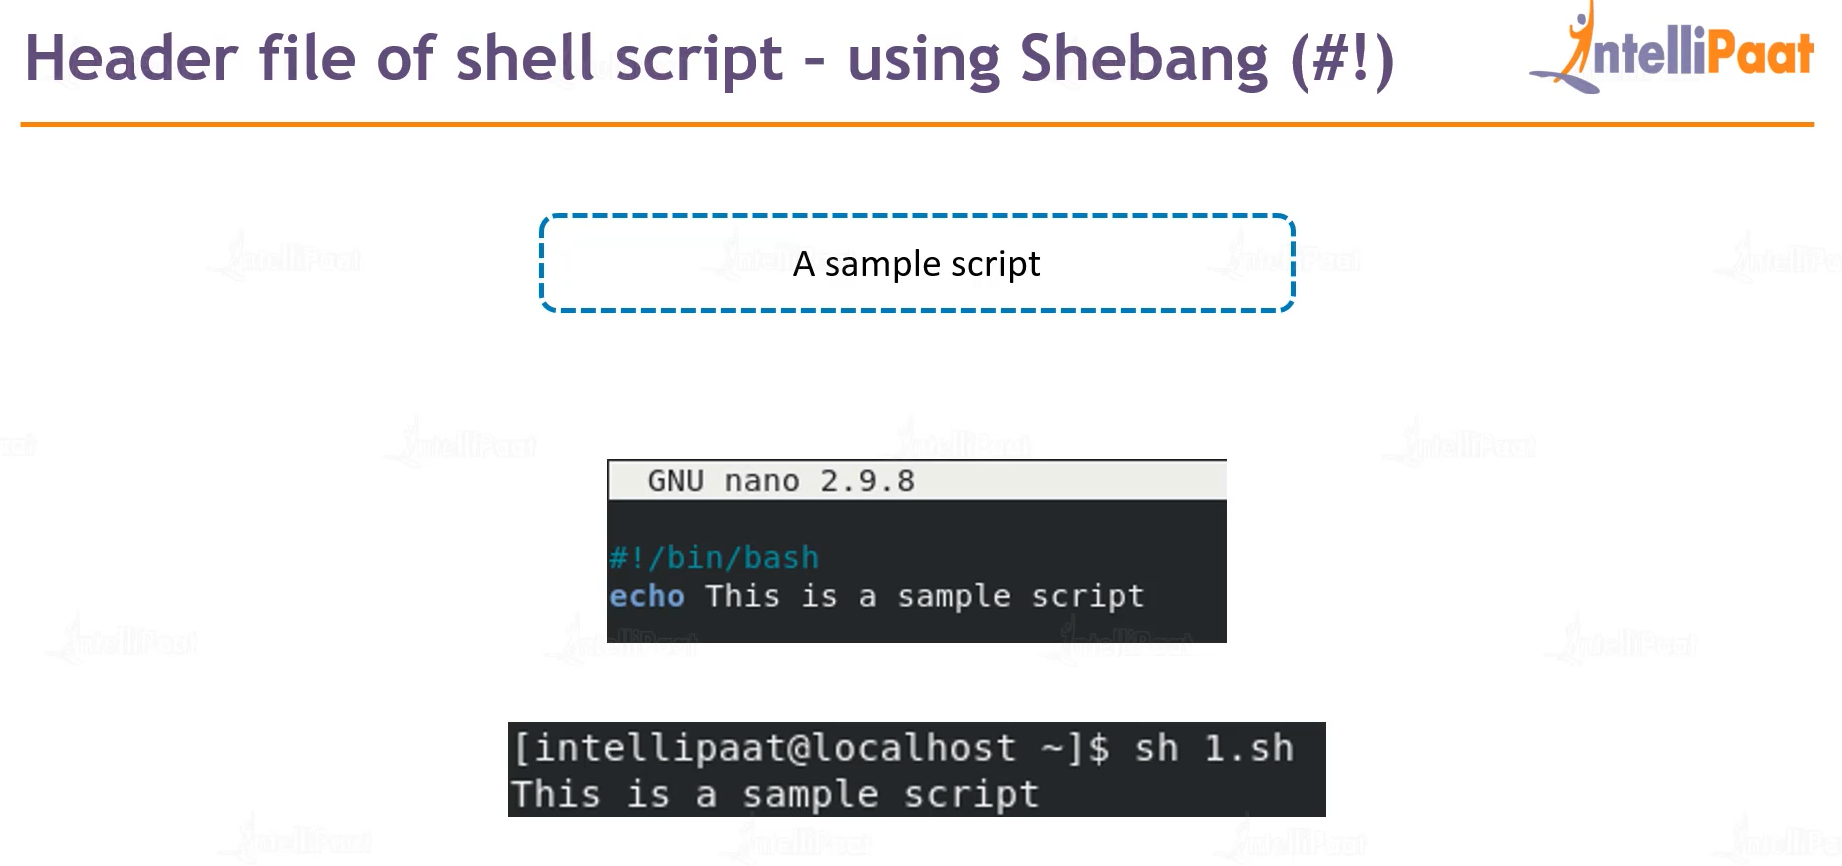 Header file of shell script - using Shebang (#!)
IntelliPaat
A sample script
GNU nano 2.9.8
#!/bin/bash
echo This is a sample script
[intellipaat@localhost ~]$ sh 1.sh
This is a sample script